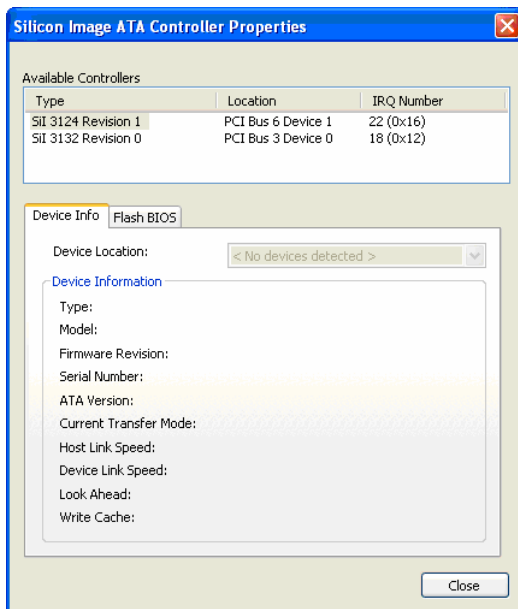 Silicon Image ATA Controller Properties
Available Controllers
Type Location IRQ Number
SiI 3124 Revision 1 PCI Bus 6 Device 1 22 (0x16)
SiI 3132 Revision 0 PCI Bus 3 Device 0 18 (0x12)
Device Info Flash BIOS
Device Location: < No devices detected >
Device Information
Type:
Model:
Firmware Revision:
Serial Number:
ATA Version:
Current Transfer Mode:
Host Link Speed:
Device Link Speed:
Look Ahead:
Write Cache:
Close